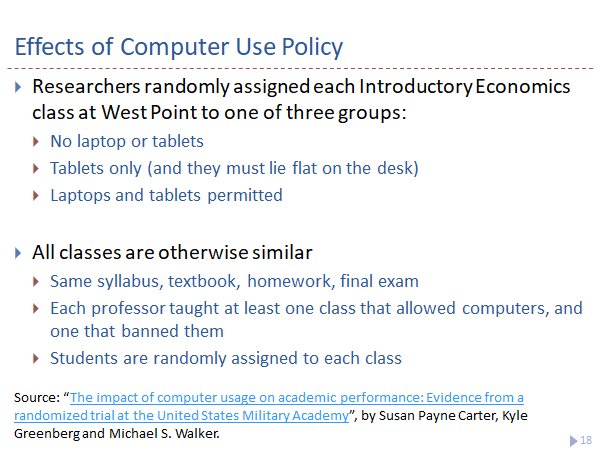 Effects of Computer Use Policy
Researchers randomly assigned each Introductory Economics
class at West Point to one of three groups:
No laptop or tablets
Tablets only (and they must lie flat on the desk)
Laptops and tablets permitted
All classes are otherwise similar
Same syllabus, textbook, homework, final exam
Each professor taught at least one class that allowed computers, and
one that banned them
Students are randomly assigned to each class
Source: “The impact of computer usage on academic performance: Evidence from a
randomized trial at the United States Military Academy”, by Susan Payne Carter, Kyle
Greenberg and Michael S. Walker.
18